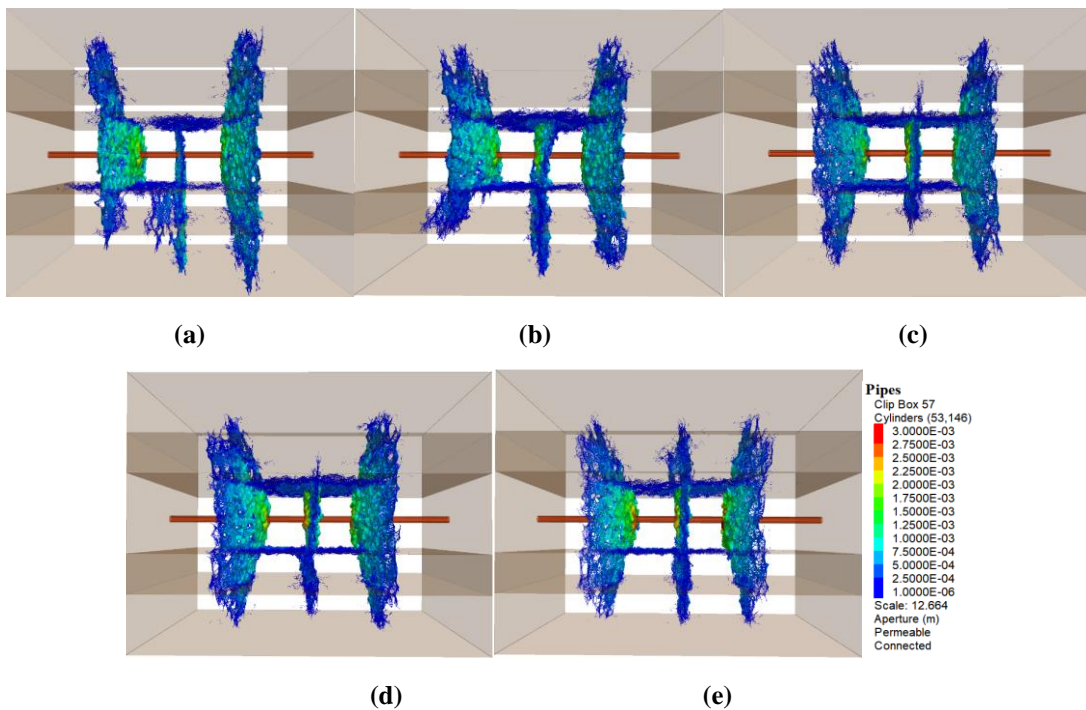 (a)
(b)
(c)
Pipes
Clip Box 57
Cylinders (53,146)
3.0000E-03
2.7500E-03
2.5000E-03
2.2500E-03
2.0000E-03
1.7500E-03
1.5000E-03
1.2500E-03
1.0000E-03
7.5000E-04
5.0000E-04
2.5000E-04
1.0000E-06
Scale: 12.664
Aperture (m)
Permeable
Connected
(d)
(e)